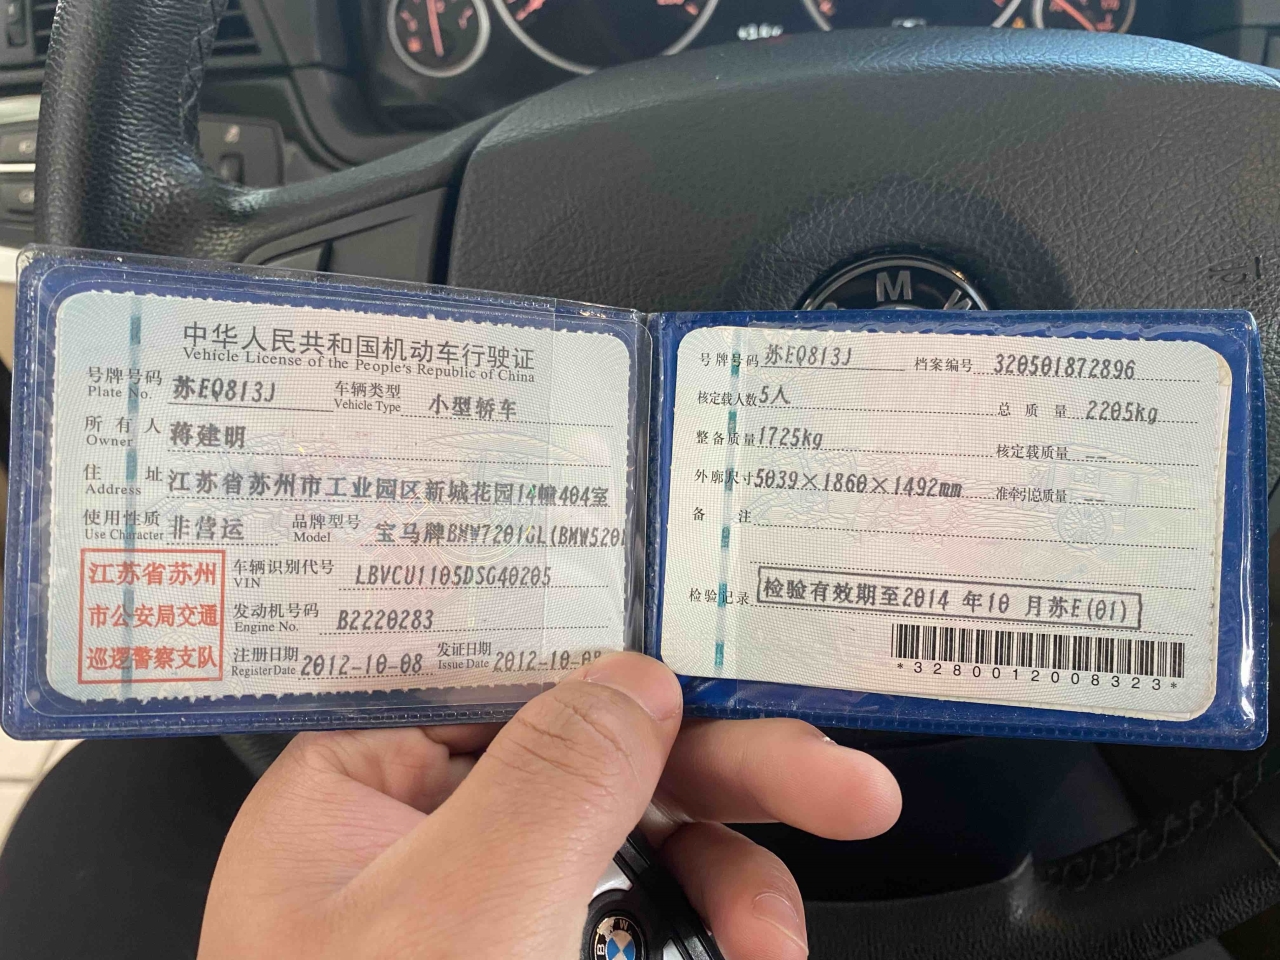 中华人民共和国机动车行驶证
Vehicle License of the People's Republic of China
号牌号码 苏EQ813J 车辆类型 小型轿车
Plate No. Vehicle Type
所有人 蒋建明
Owner
住址 江苏省苏州市工业园区新城花园14幢404室
Address
使用性质 非营运 品牌型号 宝马牌BMW7201GL(BMW520i
Use Character Model
江苏省苏州
市公安局交通
巡逻警察支队
车辆识别代号 LBVCU1105DSG40205
VIN
发动机号码 B2220283
Engine No.
注册日期 2012-10-08 发证日期 2012-10-08
Register Date Issue Date
号牌号码 苏EQ813J 档案编号 320501872896
核定载人数 5人 总质量 2205kg
整备质量 1725kg 核定载质量 --
外廓尺寸 5039×1860×1492mm 准牵引总质量 --
备注
检验记录 检验有效期至2014 年10 月苏E(01)
*3280012008323*
B M W
B W